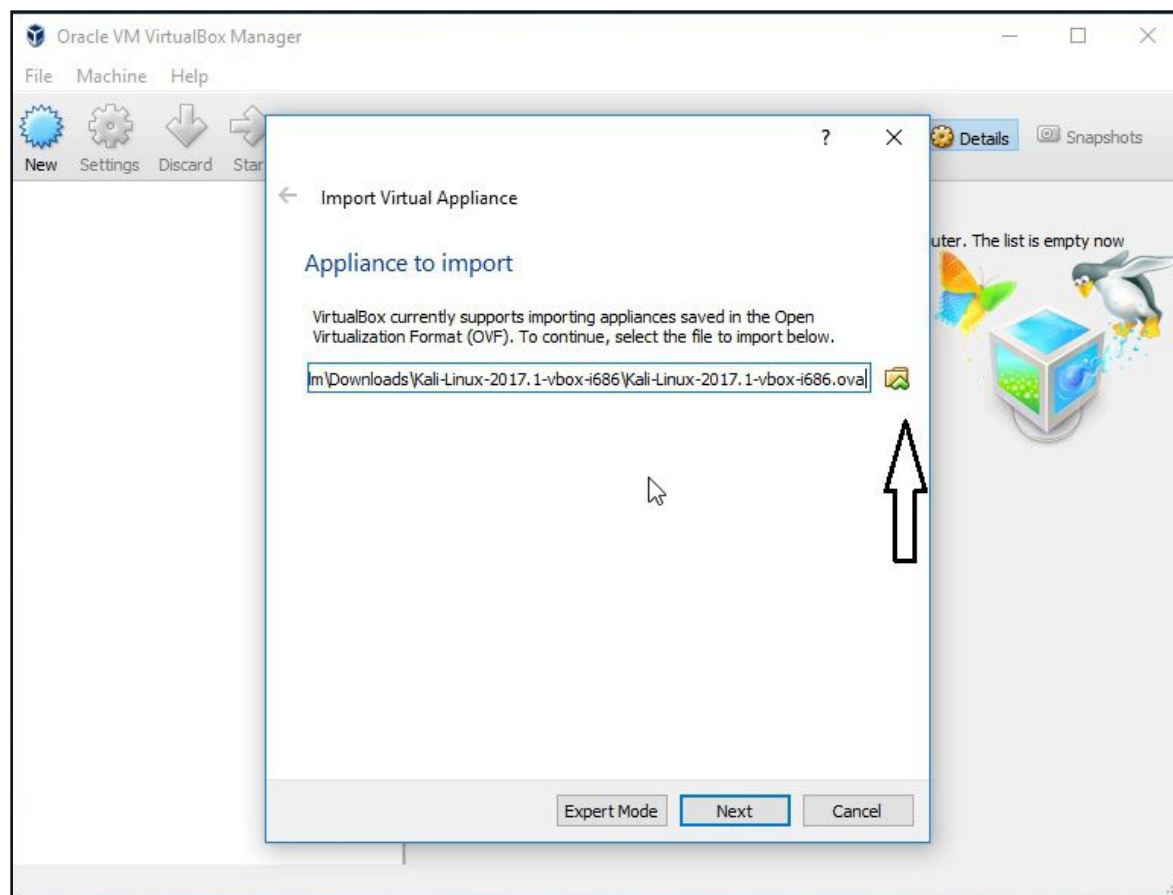 Oracle VM VirtualBox Manager
File Machine Help
New Settings Discard Star
Details Snapshots
?
Import Virtual Appliance
uter. The list is empty now
Appliance to import
VirtualBox currently supports importing appliances saved in the Open
Virtualization Format (OVF). To continue, select the file to import below.
lm\Downloads\Kali-Linux-2017.1-vbox-i686\Kali-Linux-2017.1-vbox-i686.ova
Expert Mode Next Cancel